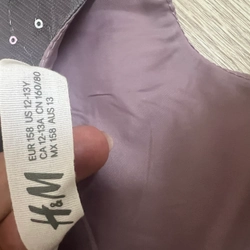 EUR 158 US 12-13Y
CA 12-13A CN 160/80
MX 158 AUS 13
H&M